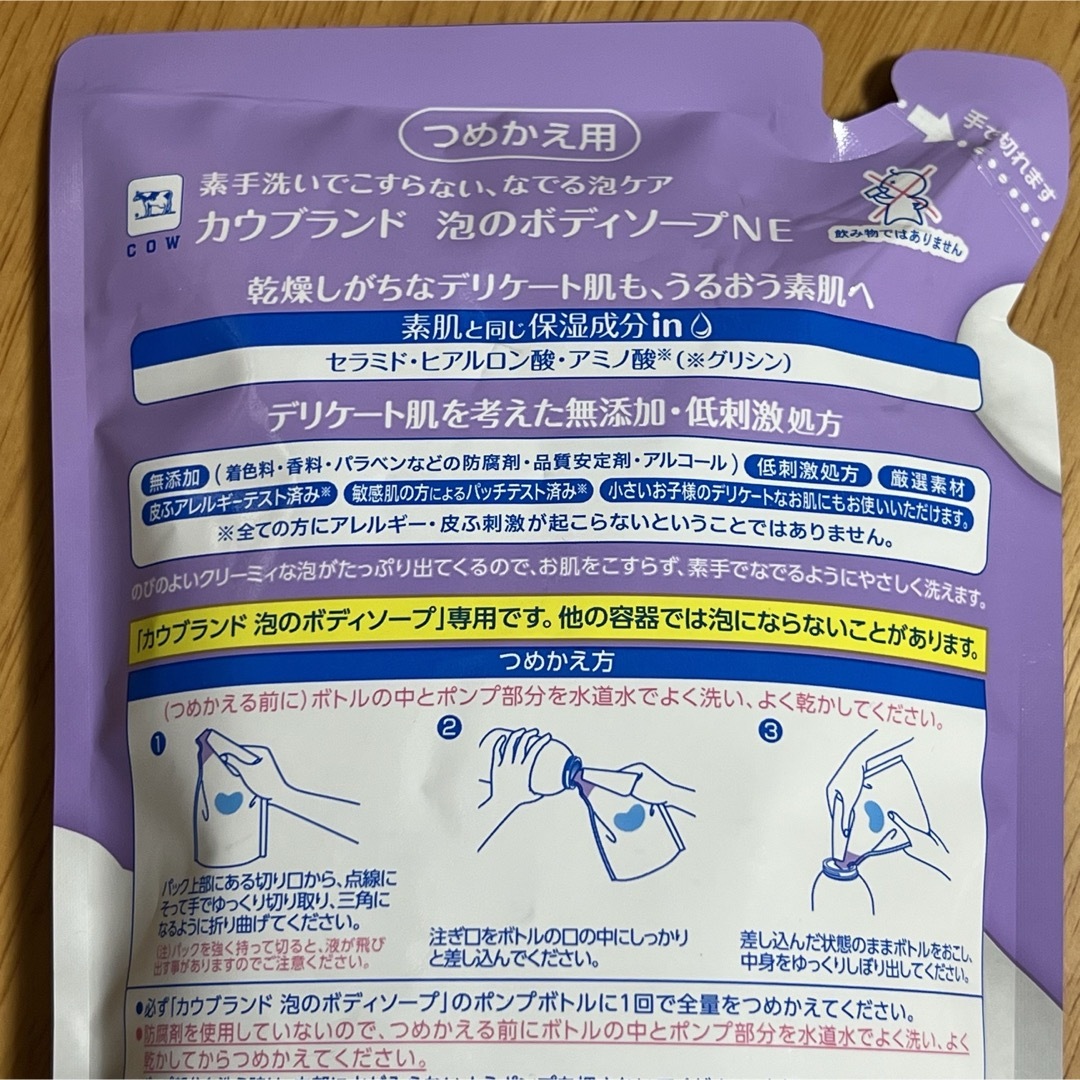 つめかえ用
手で切れます
素手洗いでこすらない、なでる泡ケア
COW
カウブランド 泡のボディソープNE
飲み物ではありません
乾燥しがちなデリケート肌も、うるおう素肌へ
素肌と同じ保湿成分in
セラミド・ヒアルロン酸・アミノ酸※(※グリシン)
デリケート肌を考えた無添加・低刺激処方
無添加 (着色料・香料・パラベンなどの防腐剤・品質安定剤・アルコール) 低刺激処方 厳選素材
皮ふアレルギーテスト済み※ 敏感肌の方によるパッチテスト済み※ 小さいお子様のデリケートなお肌にもお使いいただけます。
※全ての方にアレルギー・皮ふ刺激が起こらないということではありません。
のびのよいクリーミィな泡がたっぷり出てくるので、お肌をこすらず、素手でなでるようにやさしく洗えます。
「カウブランド 泡のボディソープ」専用です。他の容器では泡にならないことがあります。
つめかえ方
(つめかえる前に)ボトルの中とポンプ部分を水道水でよく洗い、よく乾かしてください。
1
パック上部にある切り口から、点線に
そって手でゆっくり切り取り、三角に
なるように折り曲げてください。
(注)パックを強く持って切ると、液が飛び
出す事がありますのでご注意ください。
2
注ぎ口をボトルの口の中にしっかり
と差し込んでください。
3
差し込んだ状態のままボトルをおこし、
中身をゆっくりしぼり出してください。
●必ず「カウブランド 泡のボディソープ」のポンプボトルに1回で全量をつめかえてください。
●防腐剤を使用していないので、つめかえる前にボトルの中とポンプ部分を水道水でよく洗い、よく
乾かしてからつめかえてください。